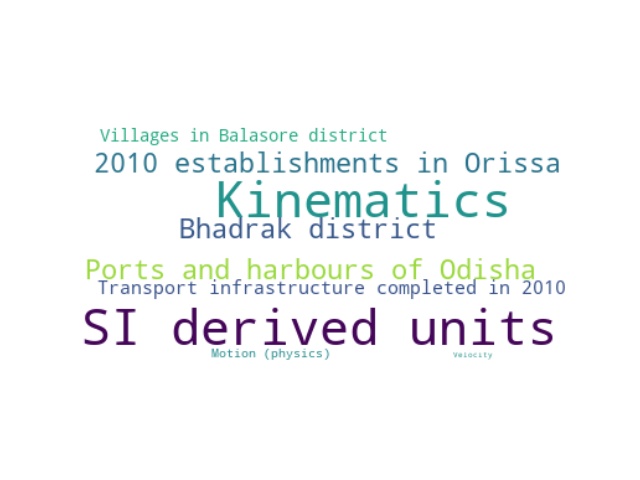 Villages in Balasore district
2010 establishments in Orissa
Kinematics
Bhadrak district
Ports and harbours of Odisha
Transport infrastructure completed in 2010
SI derived units
Motion (physics)
Velocity